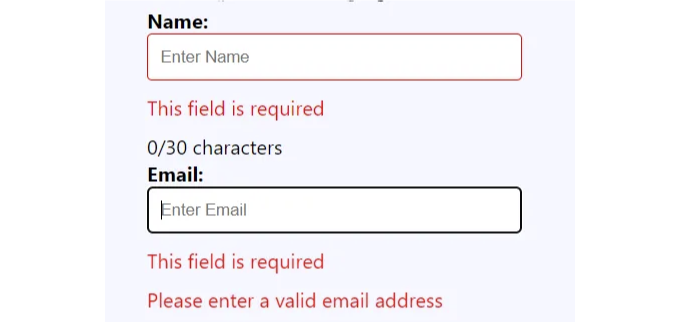 Name:
Enter Name
This field is required
0/30 characters
Email:
Enter Email
This field is required
Please enter a valid email address